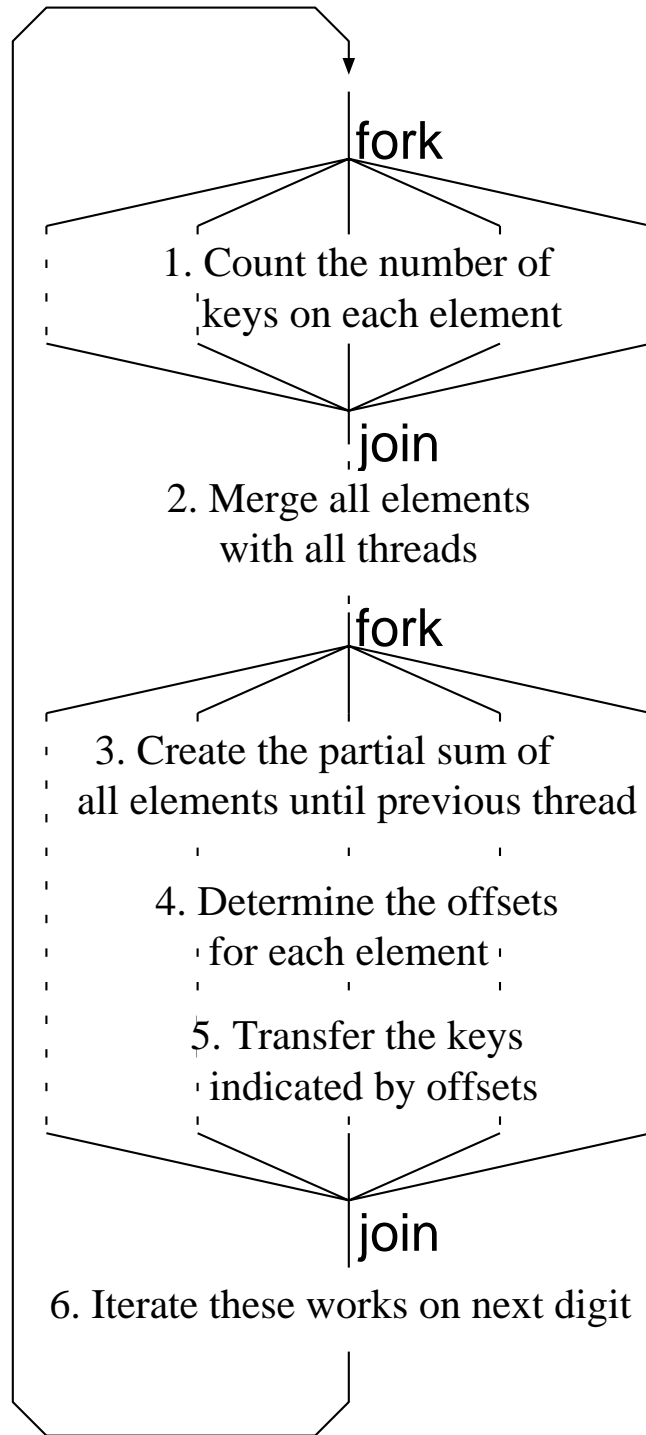 fork
1. Count the number of
keys on each element
join
2. Merge all elements
with all threads
fork
3. Create the partial sum of
all elements until previous thread
4. Determine the offsets
for each element
5. Transfer the keys
indicated by offsets
join
6. Iterate these works on next digit